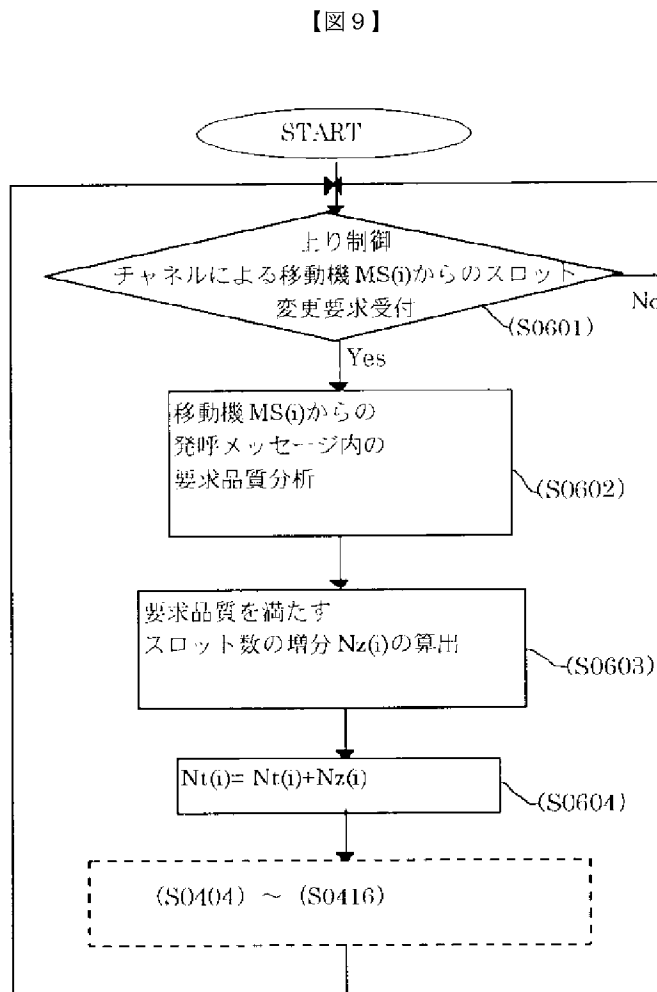 【図９】
START
上り制御
チャネルによる移動機MS(i)からのスロット
変更要求受付
No
(S0601)
Yes
移動機MS(i)からの
発呼メッセージ内の
要求品質分析
(S0602)
要求品質を満たす
スロット数の増分Nz(i)の算出
(S0603)
Nt(i)= Nt(i)+Nz(i)
(S0604)
(S0404) ～ (S0416)